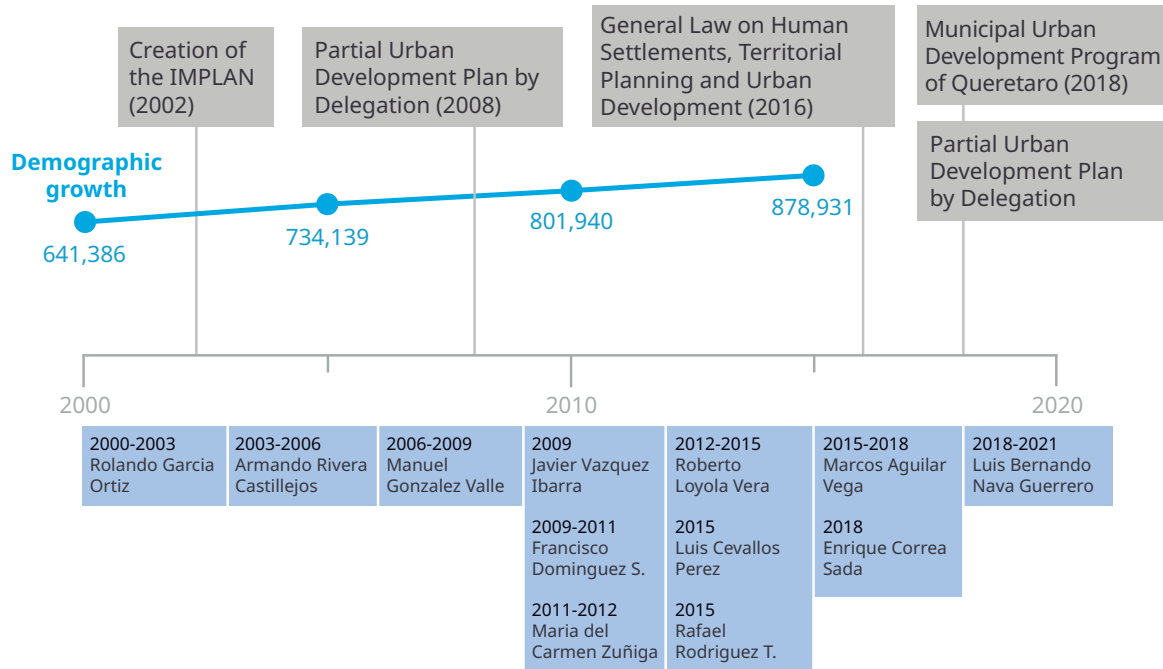 Creation of
the IMPLAN
(2002)
Partial Urban
Development Plan by
Delegation (2008)
General Law on Human
Settlements, Territorial
Planning and Urban
Development (2016)
Municipal Urban
Development Program
of Queretaro (2018)
Partial Urban
Development Plan
by Delegation
Demographic
growth
641,386
734,139
801,940
878,931
2000
2010
2020
2000-2003
Rolando Garcia
Ortiz
2003-2006
Armando Rivera
Castillejos
2006-2009
Manuel
Gonzalez Valle
2009
Javier Vazquez
Ibarra
2009-2011
Francisco
Dominguez S.
2011-2012
Maria del
Carmen Zuñiga
2012-2015
Roberto
Loyola Vera
2015
Luis Cevallos
Perez
2015
Rafael
Rodriguez T.
2015-2018
Marcos Aguilar
Vega
2018
Enrique Correa
Sada
2018-2021
Luis Bernando
Nava Guerrero